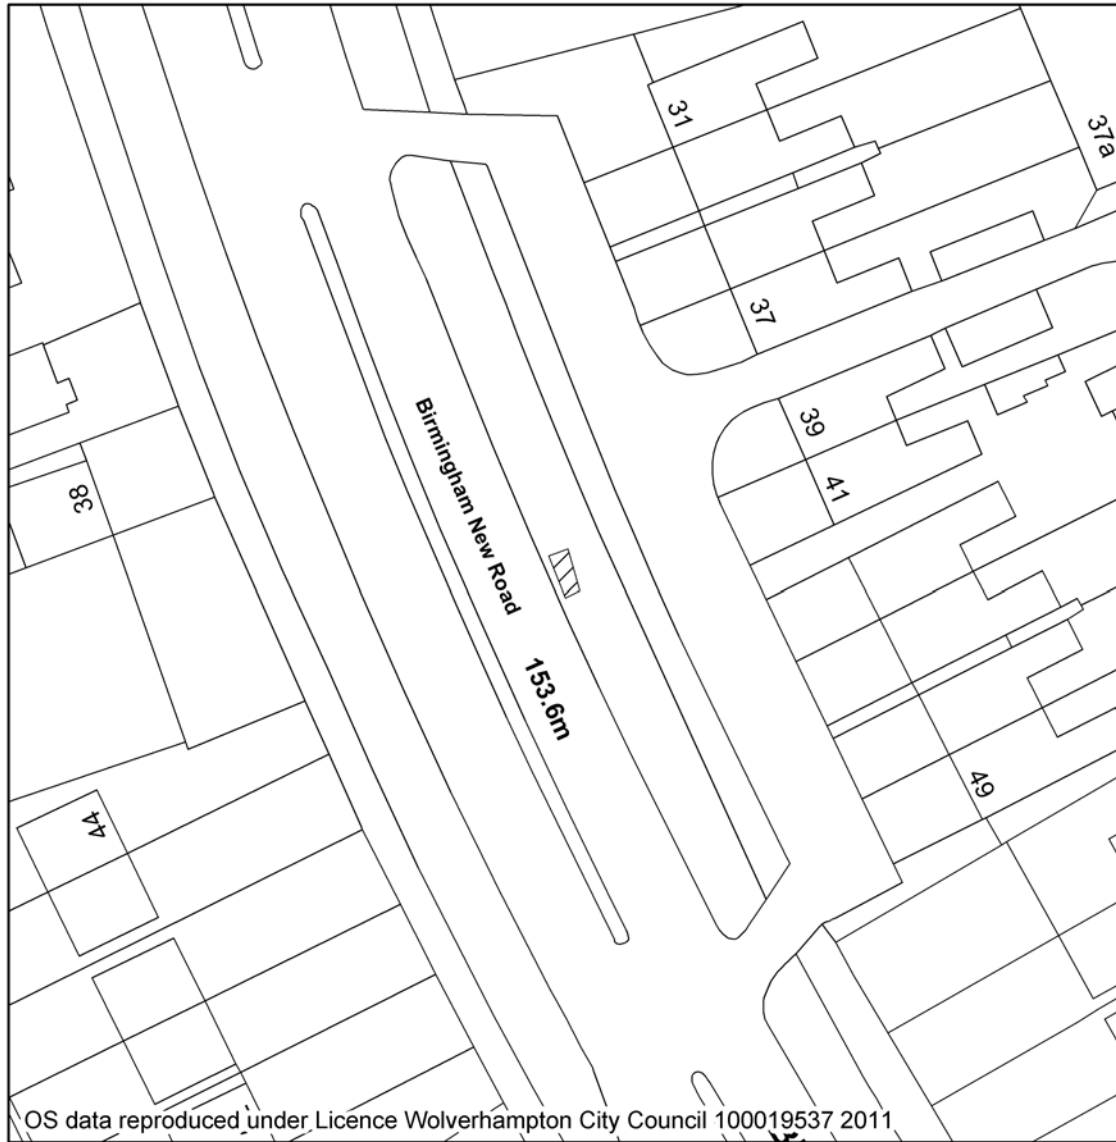 31
37a
37
39
38
41
Birmingham New Road
153.6m
49
44
OS data reproduced under Licence Wolverhampton City Council 100019537 2011